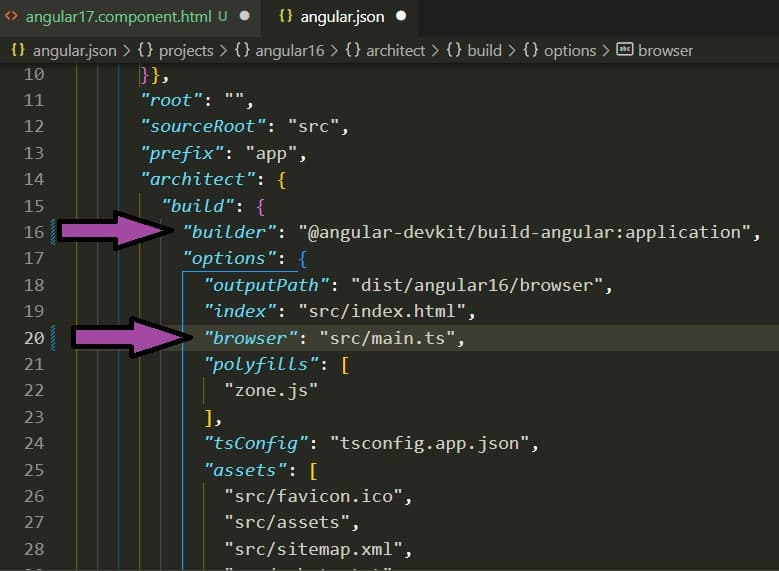 angular17.component.html U
angular.json
angular.json > projects > angular16 > architect > build > options > browser
10 }},
11 "root": "",
12 "sourceRoot": "src",
13 "prefix": "app",
14 "architect": {
15 "build": {
16 "builder": "@angular-devkit/build-angular:application",
17 "options": {
18 "outputPath": "dist/angular16/browser",
19 "index": "src/index.html",
20 "browser": "src/main.ts",
21 "polyfills": [
22 "zone.js"
23 ],
24 "tsConfig": "tsconfig.app.json",
25 "assets": [
26 "src/favicon.ico",
27 "src/assets",
28 "src/sitemap.xml",